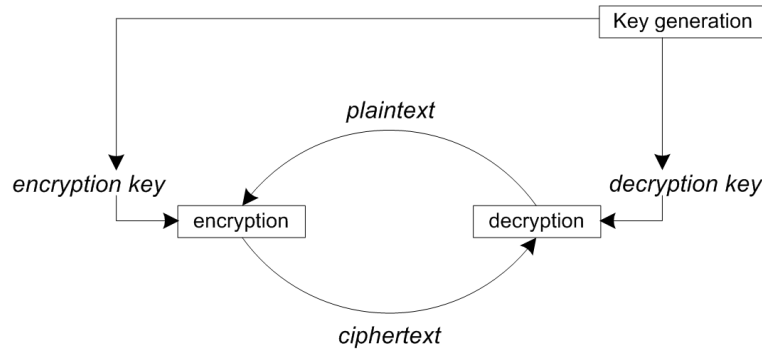 Key generation
plaintext
encryption key
decryption key
encryption
decryption
ciphertext